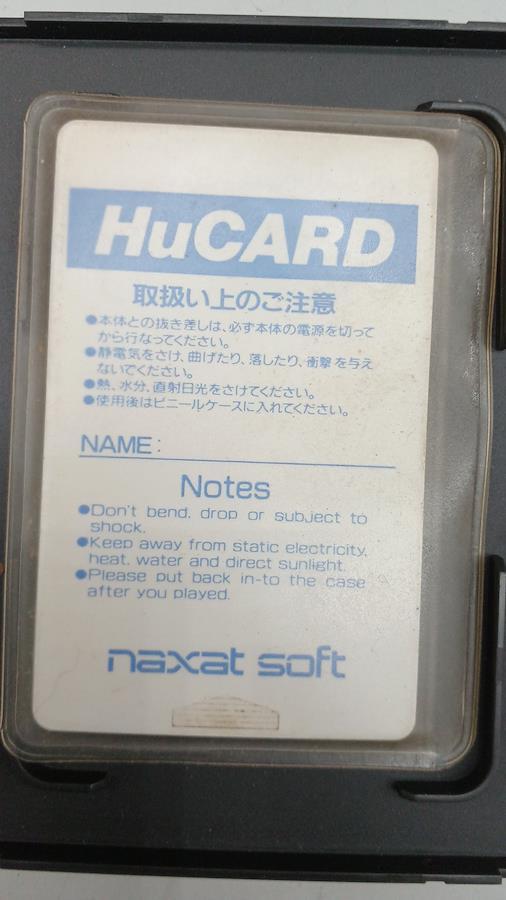 HuCARD
取扱い上のご注意
●本体との抜き差しは、必ず本体の電源を切って
から行なってください。
●静電気をさけ、曲げたり、落したり、衝撃を与え
ないでください。
●熱、水分、直射日光をさけてください。
●使用後はビニールケースに入れてください。
NAME:
Notes
●Don't bend. drop or subject to
shock.
●Keep away from static electricity.
heat. water and direct sunlight.
●Please put back in-to the case
after you played.
naxat soft